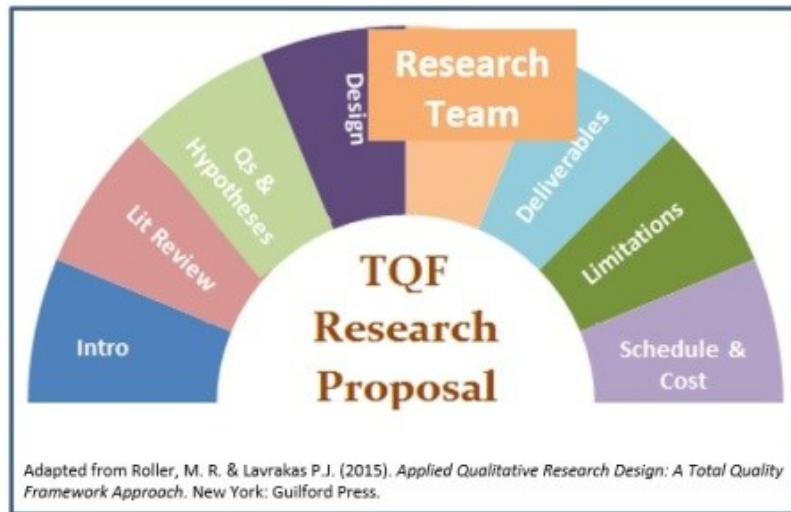 Intro
Lit Review
Qs &
Hypotheses
Design
Research
Team
Deliverables
Limitations
Schedule &
Cost
TQF
Research
Proposal
Adapted from Roller, M. R. & Lavrakas P.J. (2015). Applied Qualitative Research Design: A Total Quality
Framework Approach. New York: Guilford Press.